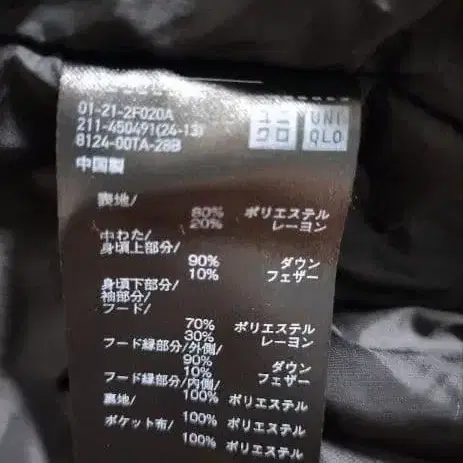 01-21-2F020A
211-450491(24-13)
8124-00TA-28B
ユニクロ
UNIQLO
中国製
表地/
80% ポリエステル
20% レーヨン
中わた/
身頃上部分/
90% ダウン
10% フェザー
身頃下部分/
袖部分/
フード/
70% ポリエステル
30% レーヨン
フード縁部分/外側/
90% ダウン
10% フェザー
フード縁部分/内側/
100% ポリエステル
裏地/
100% ポリエステル
ポケット布/
100% ポリエステル